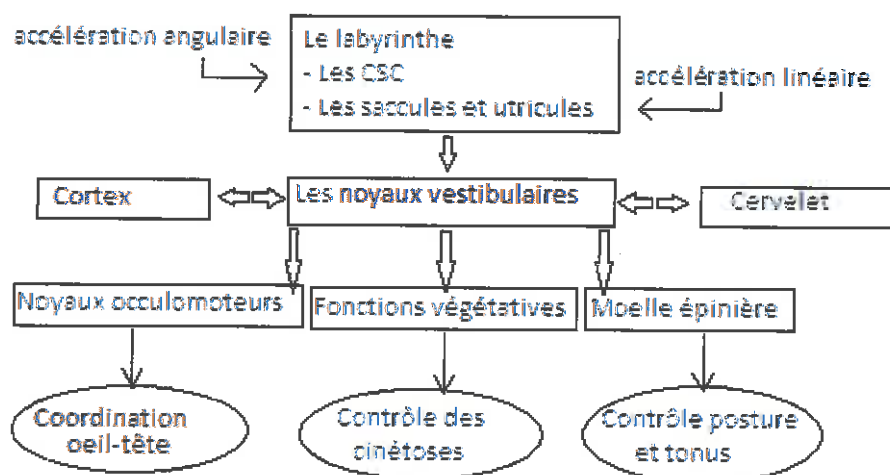 accélération angulaire
Le labyrinthe
- Les CSC
- Les saccules et utricules
accélération linéaire
Cortex
Les noyaux vestibulaires
Cervelet
Noyaux occulomoteurs
Fonctions végétatives
Moelle épinière
Coordination
oeil-tête
Contrôle des
cinétoses
Contrôle posture
et tonus